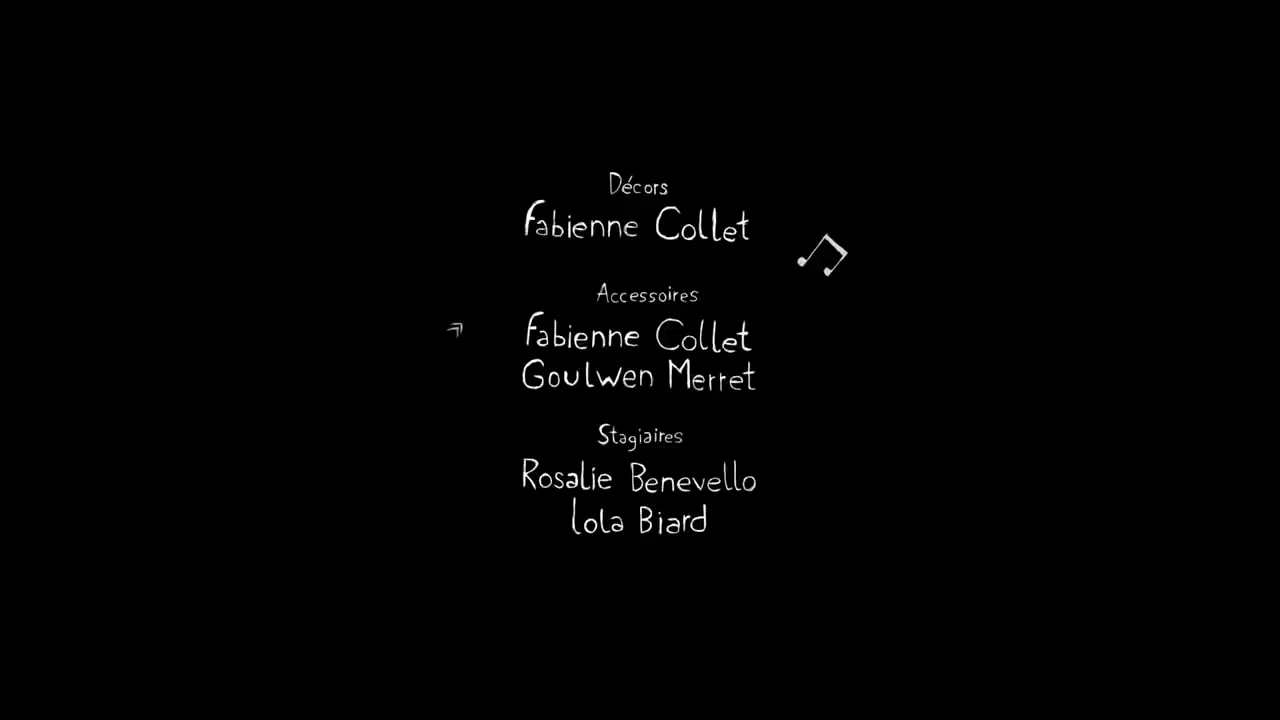 Décors
Fabienne Collet
Accessoires
Fabienne Collet
Goulwen Merret
Stagiaires
Rosalie Benevello
Lola Biard